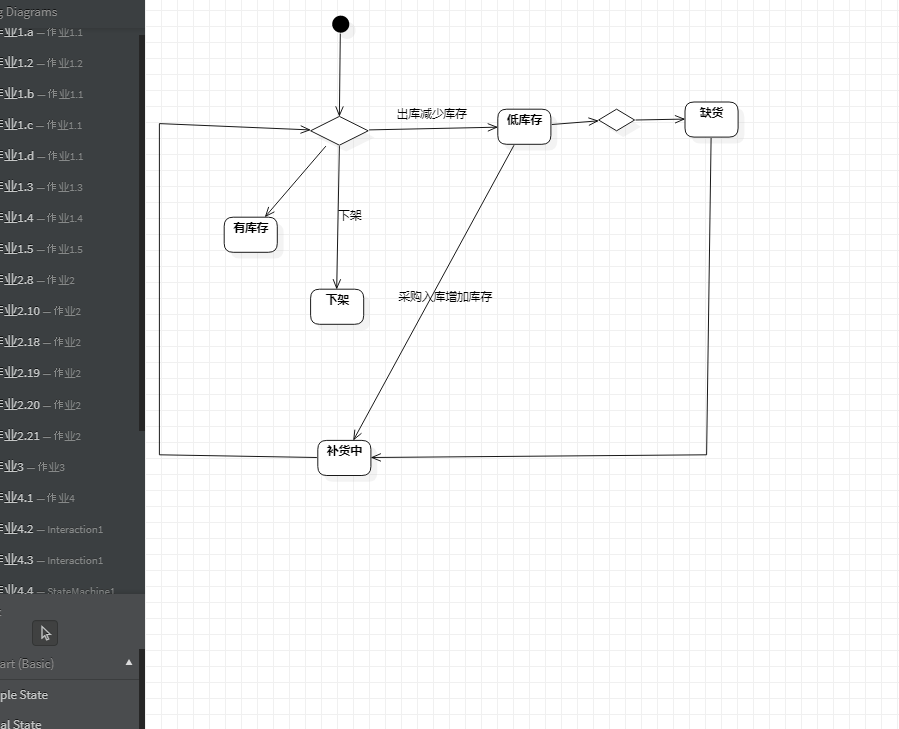 g Diagrams
作业1.a — 作业1.1
作业1.2 — 作业1.2
作业1.b — 作业1.1
作业1.c — 作业1.1
作业1.d — 作业1.1
作业1.3 — 作业1.3
作业1.4 — 作业1.4
作业1.5 — 作业1.5
作业2.8 — 作业2
作业2.10 — 作业2
作业2.18 — 作业2
作业2.19 — 作业2
作业2.20 — 作业2
作业2.21 — 作业2
作业3 — 作业3
作业4.1 — 作业4
作业4.2 — Interaction1
作业4.3 — Interaction1
作业4.4 — StateMachine1
art (Basic)
ple State
al State
出库减少库存
低库存
缺货
有库存
下架
下架
采购入库增加库存
补货中